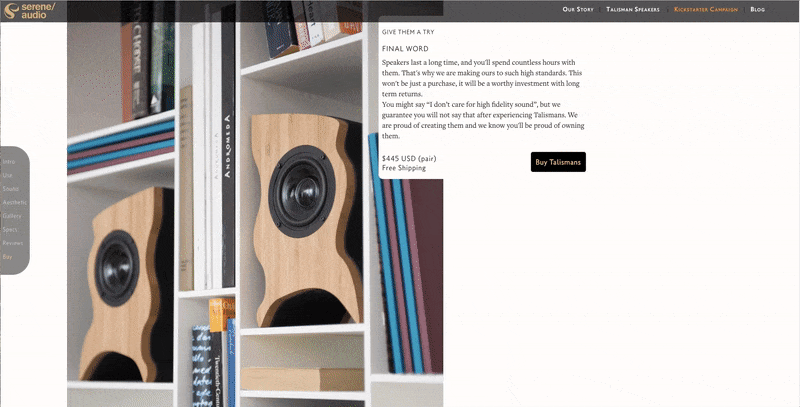 serene/
audio
Our Story
Talisman Speakers
Kickstarter Campaign
Blog
GIVE THEM A TRY
FINAL WORD
Speakers last a long time, and you'll spend countless hours with
them. That's why we are making ours to such high standards. This
won't be just a purchase, it will be a worthy investment with long
term returns.
You might say “I don't care for high fidelity sound”, but we
guarantee you will not say that after experiencing Talismans. We
are proud of creating them and we know you'll be proud of owning
them.
$445 USD (pair)
Free Shipping
Buy Talismans
Intro
Use
Sound
Aesthetic
Gallery
Specs
Reviews
Buy
ANDROMEDA